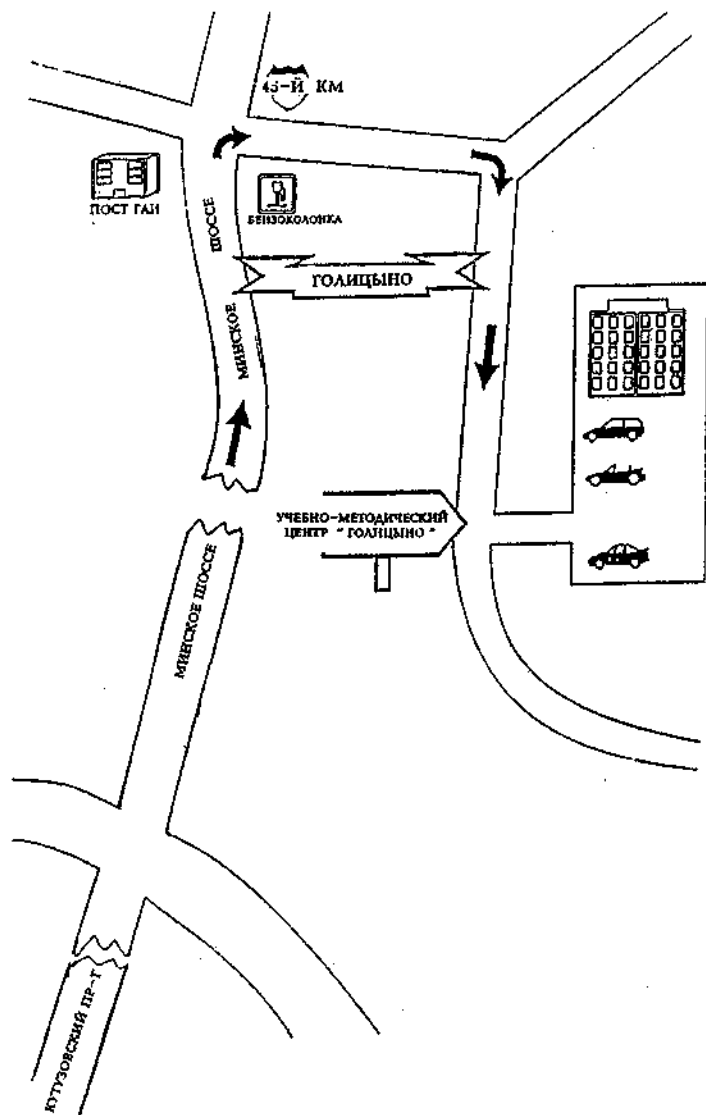 45-Й КМ
ПОСТ ГАИ
БЕНЗОКОЛОНКА
ШОССЕ
МИНСКОЕ
ГОЛИЦЫНО
УЧЕБНО-МЕТОДИЧЕСКИЙ
ЦЕНТР "ГОЛИЦЫНО"
МИНСКОЕ ШОССЕ
КУТУЗОВСКИЙ ПР-Т